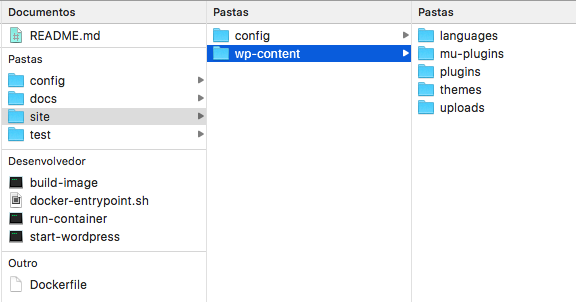 Documentos
README.md
Pastas
config
docs
site
test
Desenvolvedor
build-image
docker-entrypoint.sh
run-container
start-wordpress
Outro
Dockerfile
Pastas
config
wp-content
Pastas
languages
mu-plugins
plugins
themes
uploads